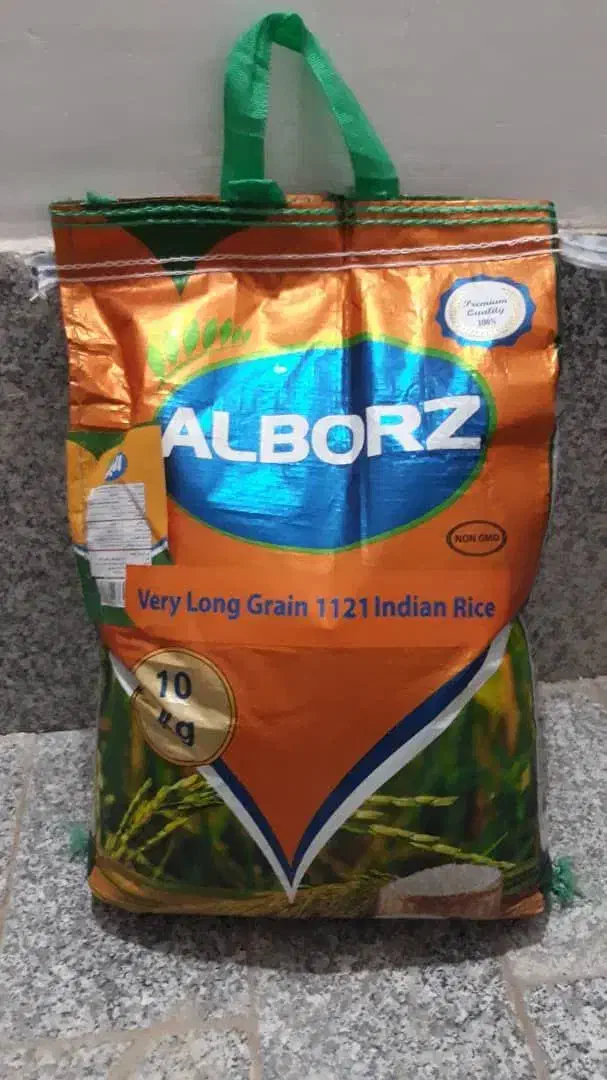 Premium
Quality
100%
ALBORZ
NON GMO
Very Long Grain 1121 Indian Rice
10
kg